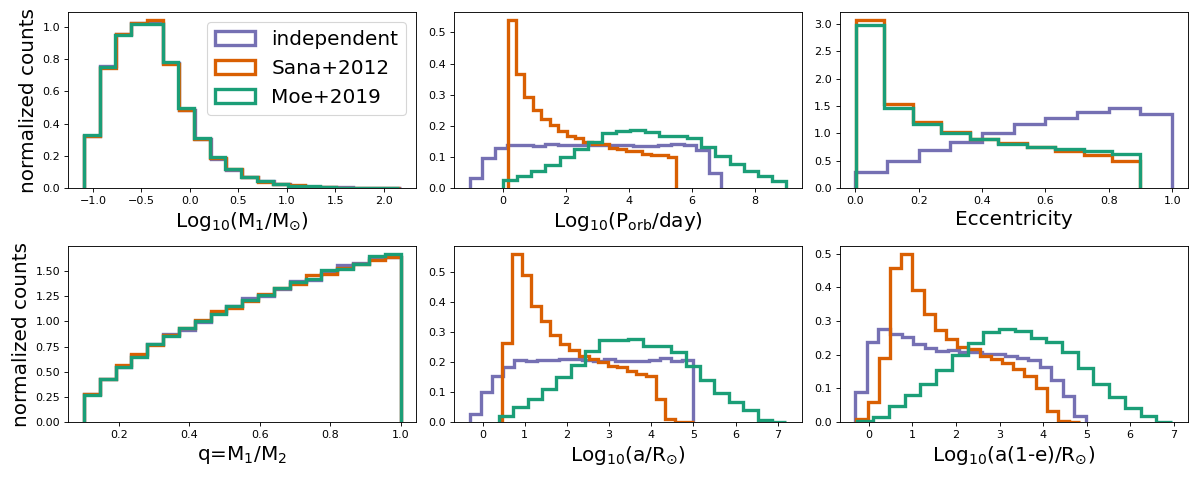 normalized counts
1.0
0.8
0.6
0.4
0.2
0.0
−1.0 −0.5 0.0 0.5 1.0 1.5 2.0
Log₁₀(M₁/M⊙)
independent
Sana+2012
Moe+2019
0.5
0.4
0.3
0.2
0.1
0.0
0 2 4 6 8
Log₁₀(Pₒᵣb/day)
3.0
2.5
2.0
1.5
1.0
0.5
0.0
0.0 0.2 0.4 0.6 0.8 1.0
Eccentricity
normalized counts
1.50
1.25
1.00
0.75
0.50
0.25
0.00
0.2 0.4 0.6 0.8 1.0
q=M₁/M₂
0.5
0.4
0.3
0.2
0.1
0.0
0 1 2 3 4 5 6 7
Log₁₀(a/R⊙)
0.5
0.4
0.3
0.2
0.1
0.0
0 1 2 3 4 5 6 7
Log₁₀(a(1-e)/R⊙)